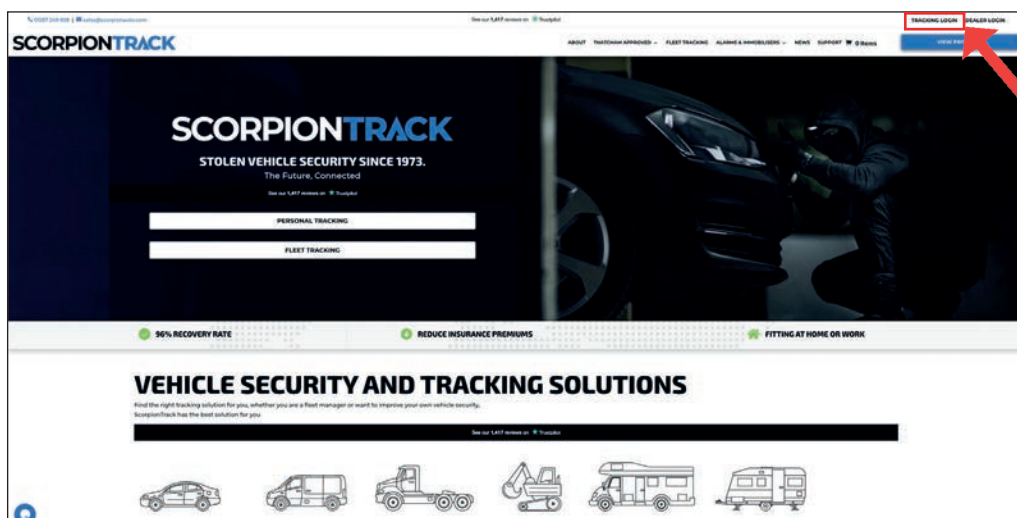 sales@scorpionauto.com
See our 1,417 reviews on Trustpilot
TRACKING LOGIN DEALER LOGIN
SCORPIONTRACK
ABOUT THATCHAM APPROVED FLEET TRACKING ALARMS & IMMOBILISERS NEWS SUPPORT 0 Items
SCORPIONTRACK
STOLEN VEHICLE SECURITY SINCE 1973.
The Future, Connected
See our 1,417 reviews on Trustpilot
PERSONAL TRACKING
FLEET TRACKING
96% RECOVERY RATE REDUCE INSURANCE PREMIUMS FITTING AT HOME OR WORK
VEHICLE SECURITY AND TRACKING SOLUTIONS
Find the right tracking solution for you, whether you are a fleet manager or want to improve your own vehicle security,
ScorpionTrack has the best solution for you
See our 1,417 reviews on Trustpilot